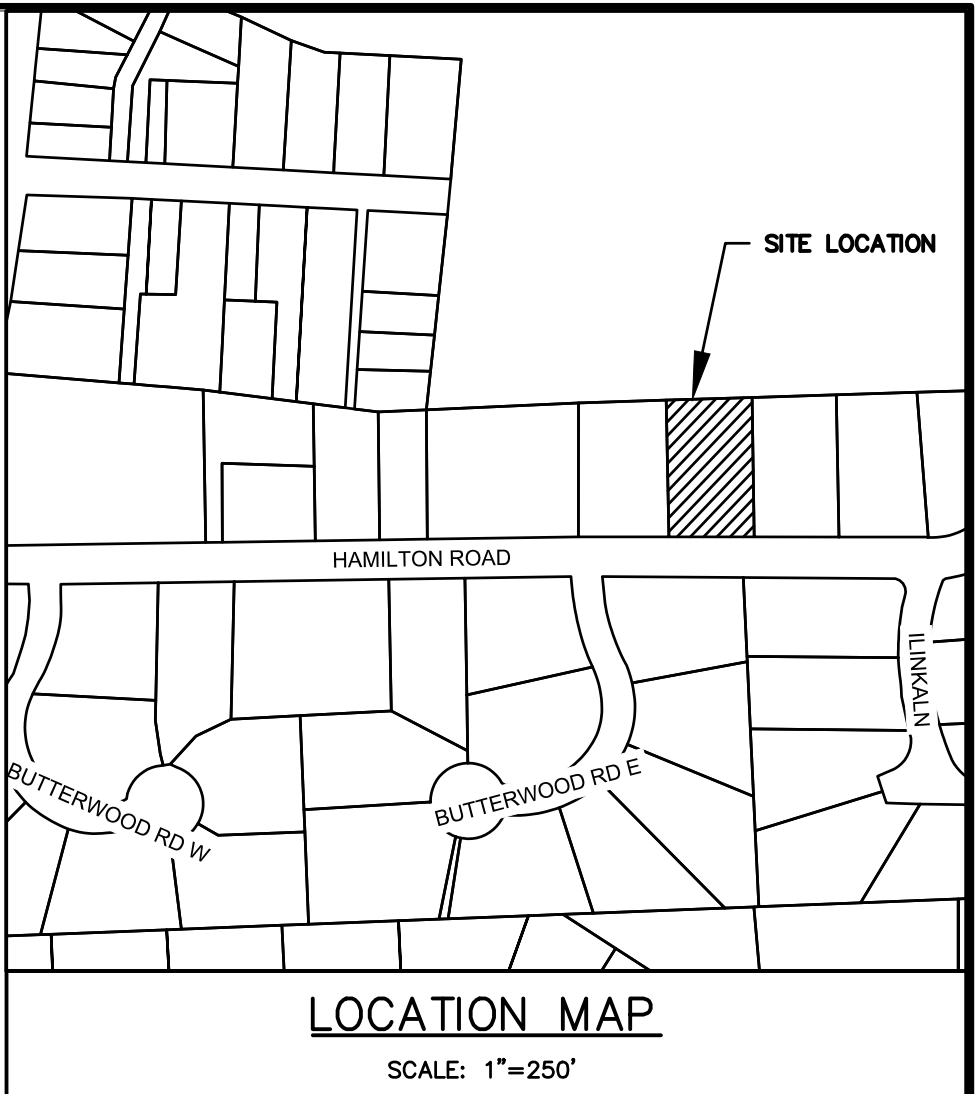 SITE LOCATION
HAMILTON ROAD
ILINKALN
BUTTERWOOD RD W
BUTTERWOOD RD E
LOCATION MAP
SCALE: 1"=250'